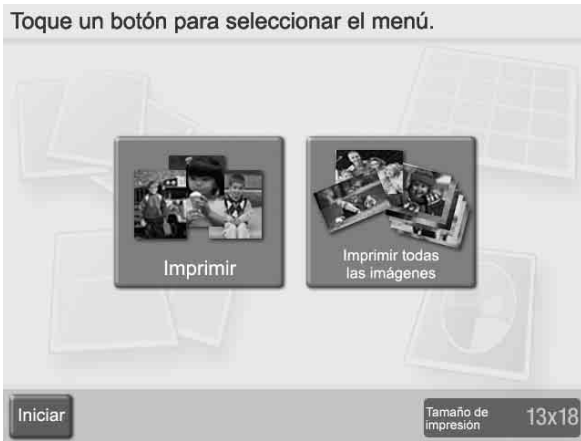 Toque un botón para seleccionar el menú.
Imprimir
Imprimir todas
las imágenes
Iniciar
Tamaño de
impresión
13x18